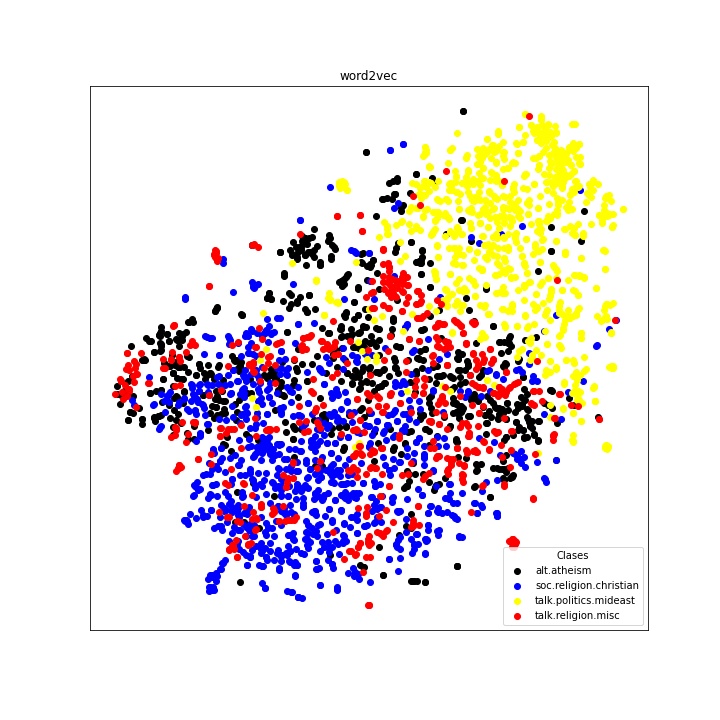 word2vec
Clases
alt.atheism
soc.religion.christian
talk.politics.mideast
talk.religion.misc